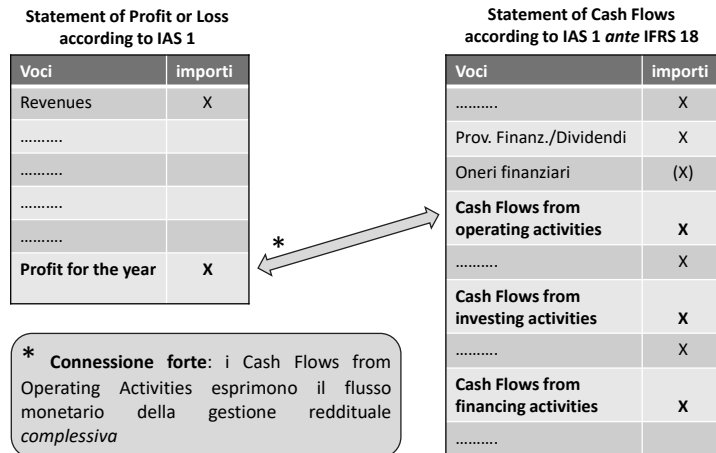 Statement of Profit or Loss
according to IAS 1
Voci importi
Revenues X
……….
……….
……….
……….
Profit for the year X
*
* Connessione forte: i Cash Flows from
Operating Activities esprimono il flusso
monetario della gestione reddituale
complessiva
Statement of Cash Flows
according to IAS 1 ante IFRS 18
Voci importi
………. X
Prov. Finanz./Dividendi X
Oneri finanziari (X)
Cash Flows from
operating activities X
………. X
Cash Flows from
investing activities X
………. X
Cash Flows from
financing activities X
……….